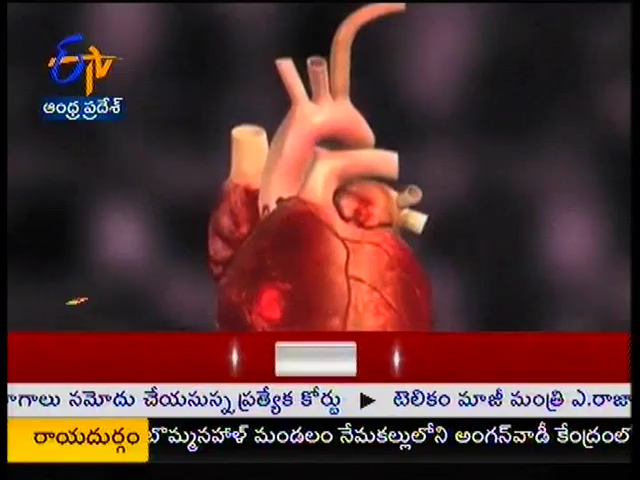 ETV
ఆంధ్ర ప్రదేశ్
నమోదు చేయనున్న ప్రత్యేక కోర్టు ▶ టెలికం మాజీ మంత్రి ఎ.రాజా
రాయదుర్గం బొమ్మనహాళ్ మండలం నేమకల్లులోని అంగన్‌వాడీ కేంద్రంలో